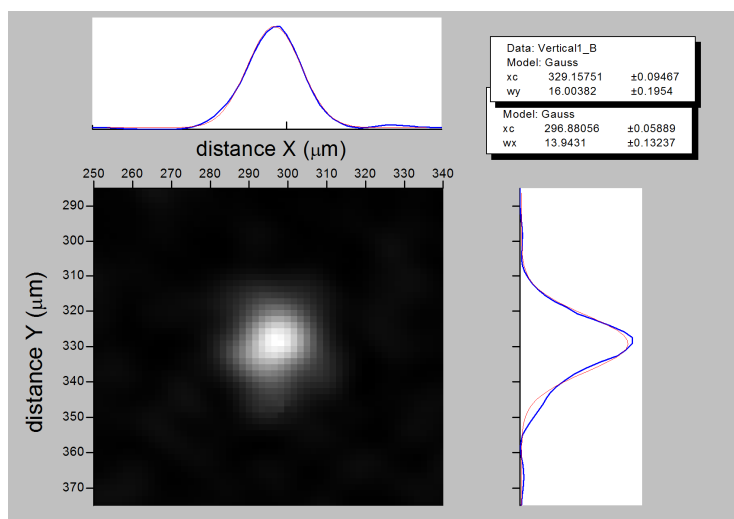 Data: Vertical1_B
Model: Gauss
xc 329.15751 ±0.09467
wy 16.00382 ±0.1954
Model: Gauss
xc 296.88056 ±0.05889
wx 13.9431 ±0.13237
distance X (μm)
250 260 270 280 290 300 310 320 330 340
distance Y (μm)
290
300
310
320
330
340
350
360
370